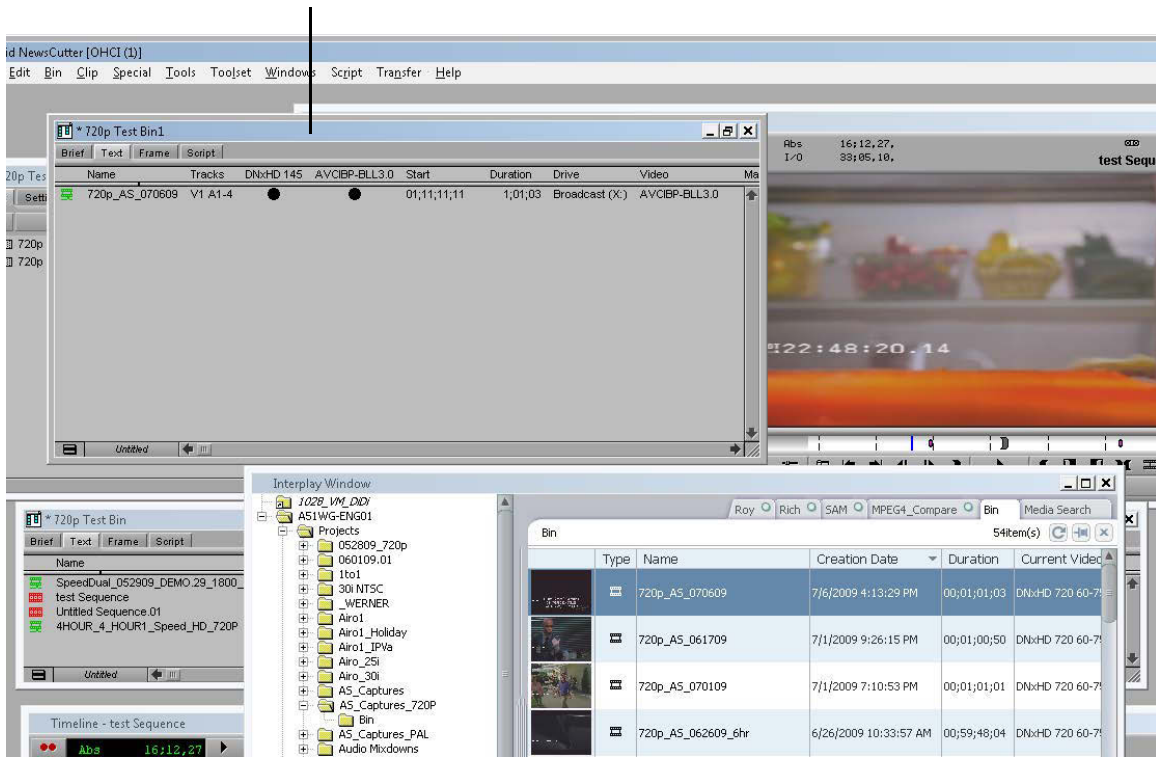 id NewsCutter [OHCI (1)]
Edit Bin Clip Special Tools Toolset Windows Script Transfer Help
* 720p Test Bin1
Brief Text Frame Script
Name Tracks DNxHD 145 AVCIBP-BLL3.0 Start Duration Drive Video Ma
720p_AS_070609 V1 A1-4 01;11;11;11 1;01;03 Broadcast (X:) AVCIBP-BLL3.0
Untitled
20p Tes
Setti
720p
720p
Abs 16;12,27,
I/O 33;05,10,
test Sequ
22:48:20.14
Interplay Window
1028_VM_DiDi
A51WG-ENG01
Projects
052809_720p
060109.01
1to1
30i NTSC
_WERNER
Airo1
Airo1_Holiday
Airo1_IPVa
Airo_25i
Airo_30i
AS_Captures
AS_Captures_720P
Bin
AS_Captures_PAL
Audio Mixdowns
Roy Rich SAM MPEG4_Compare Bin Media Search
Bin 54item(s)
Type Name Creation Date Duration Current Video
720p_AS_070609 7/6/2009 4:13:29 PM 00;01;01;03 DNxHD 720 60-75
720p_AS_061709 7/1/2009 9:26:15 PM 00;01;00;50 DNxHD 720 60-75
720p_AS_070109 7/1/2009 7:10:53 PM 00;01;01;01 DNxHD 720 60-7
720p_AS_062609_6hr 6/26/2009 10:33:57 AM 00;59;48;04 DNxHD 720 60-7
* 720p Test Bin
Brief Text Frame Script
Name
SpeedDual_052909_DEMO.29_1800_
test Sequence
Untitled Sequence.01
4HOUR_4_HOUR1_Speed_HD_720P
Untitled
Timeline - test Sequence
Abs 16;12,27